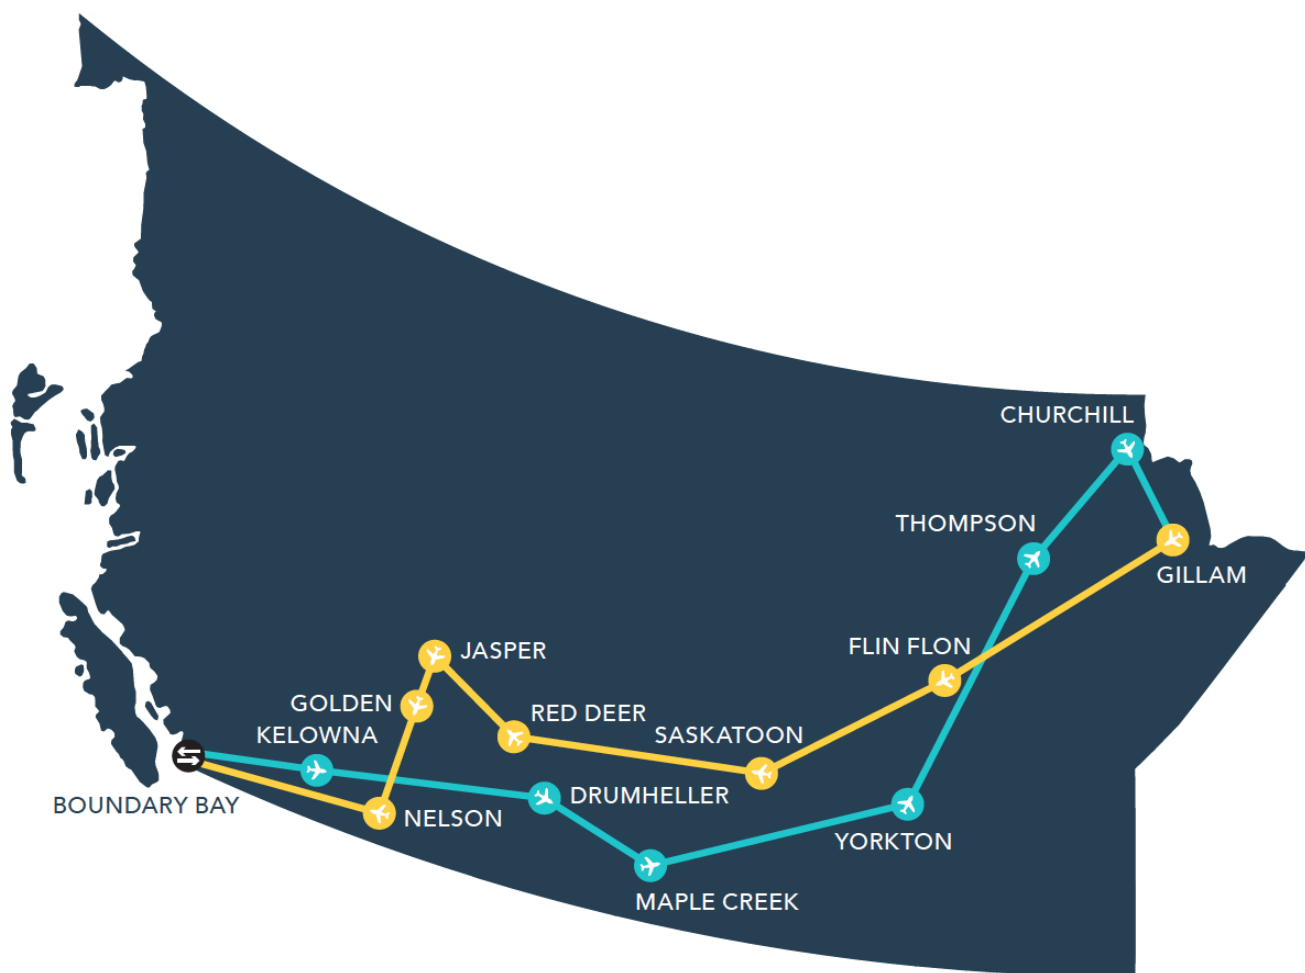 CHURCHILL
THOMPSON
GILLAM
FLIN FLON
JASPER
GOLDEN
RED DEER
KELOWNA
SASKATOON
DRUMHELLER
BOUNDARY BAY
NELSON
YORKTON
MAPLE CREEK